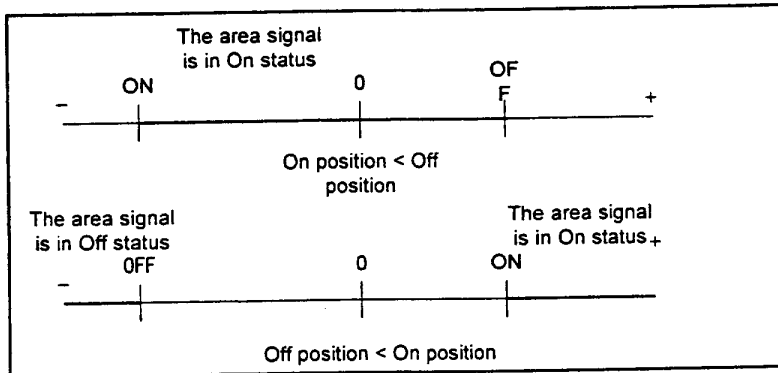 The area signal
is in On status
ON
0
OF
F
-
+
On position < Off
position
The area signal
is in Off status
The area signal
is in On status
+
OFF
0
ON
-
Off position < On position